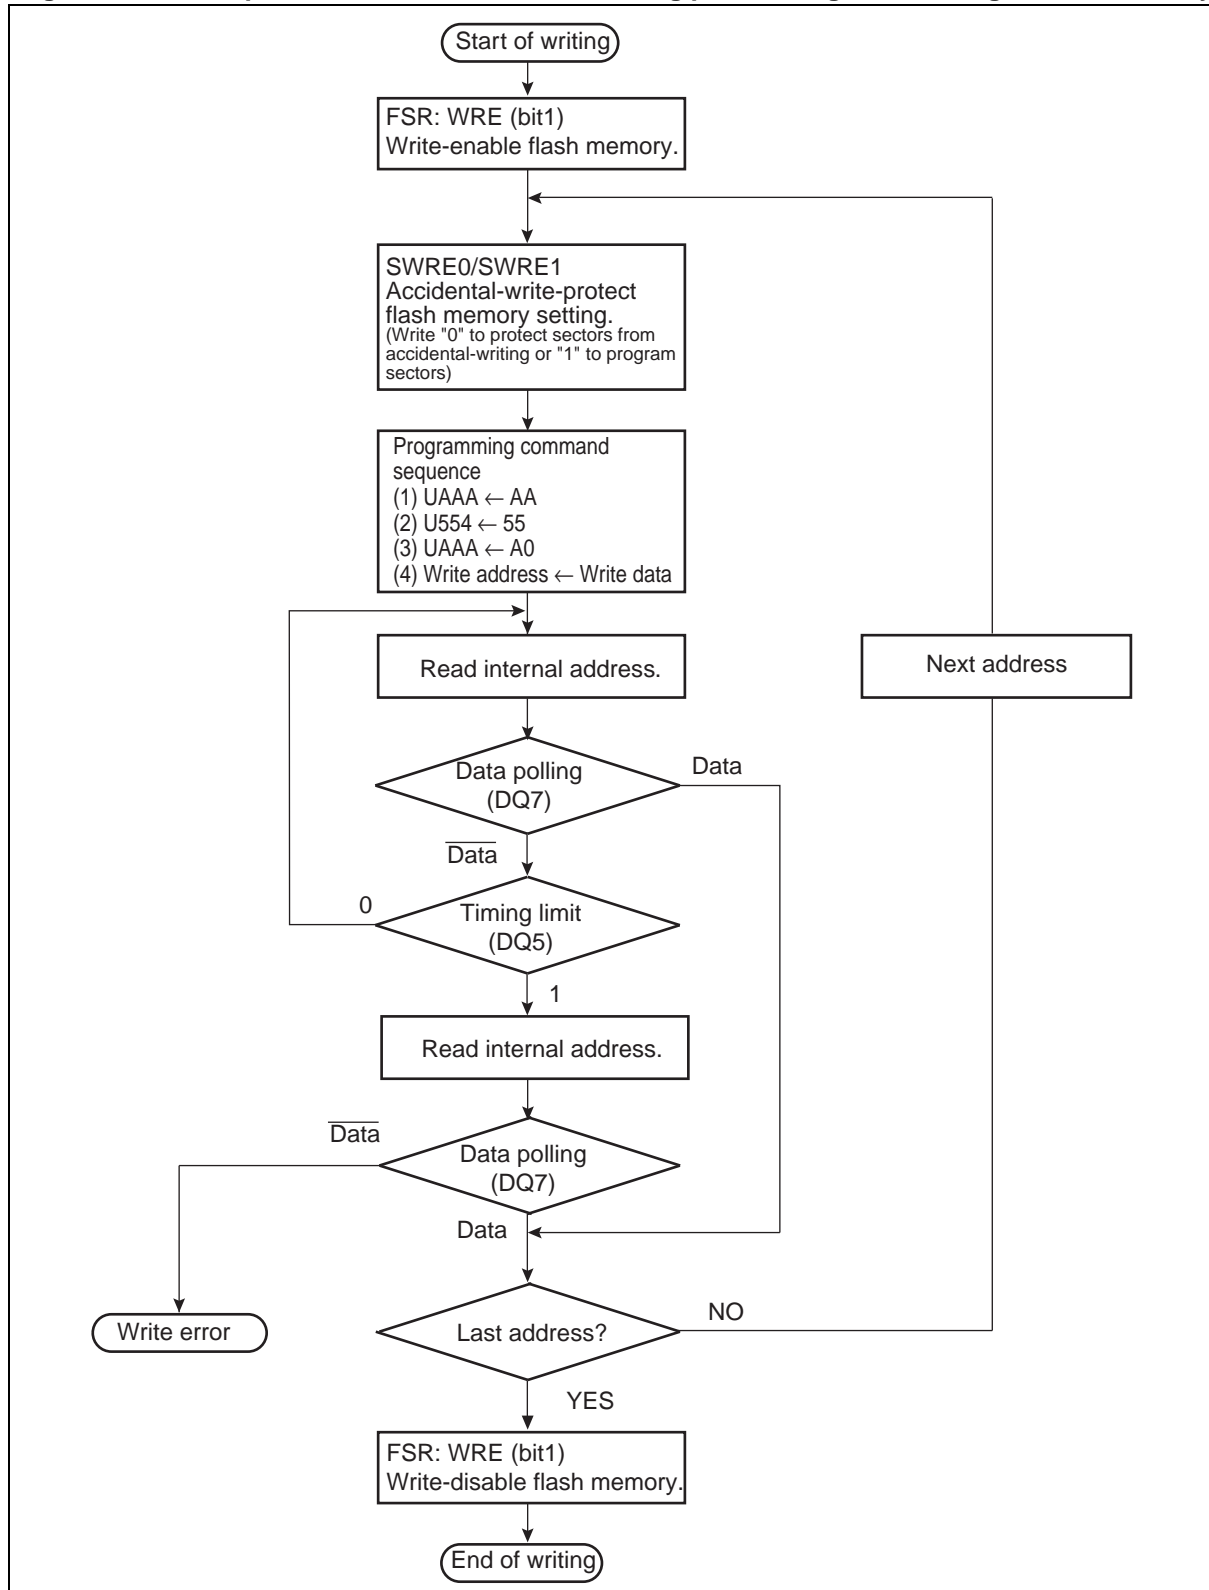 Start of writing
FSR: WRE (bit1)
Write-enable flash memory.
SWRE0/SWRE1
Accidental-write-protect
flash memory setting.
(Write "0" to protect sectors from
accidental-writing or "1" to program
sectors)
Programming command
sequence
(1) UAAA ← AA
(2) U554 ← 55
(3) UAAA ← A0
(4) Write address ← Write data
Read internal address.
Next address
Data polling
(DQ7)
Data
D̅a̅t̅a̅
0
Timing limit
(DQ5)
1
Read internal address.
D̅a̅t̅a̅
Data polling
(DQ7)
Data
Write error
Last address?
NO
YES
FSR: WRE (bit1)
Write-disable flash memory.
End of writing